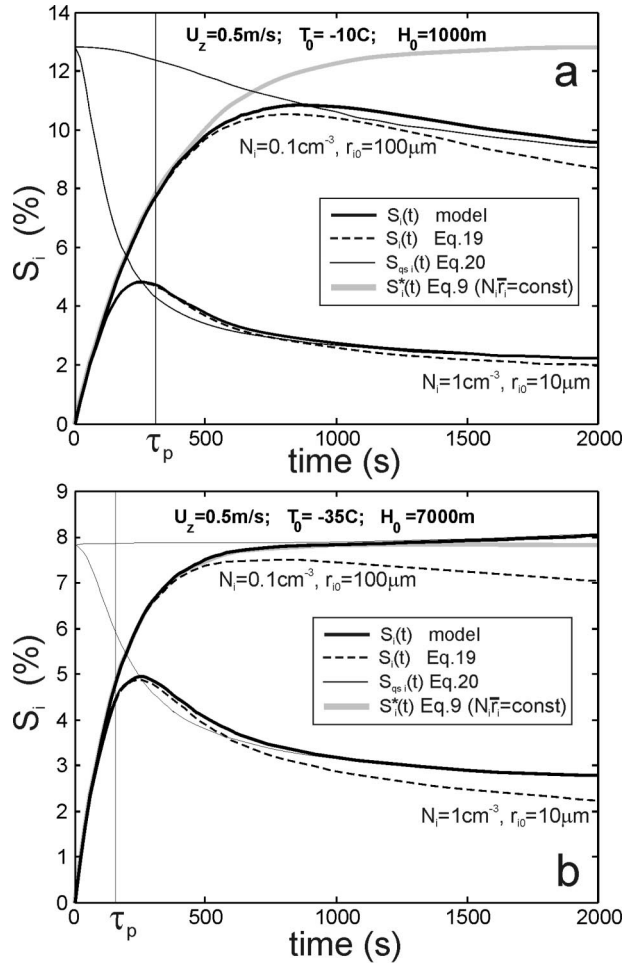 a
U_z=0.5m/s; T_0= -10C; H_0=1000m
14
12
10
8
6
4
2
0
S_i (%)
N_i=0.1cm^-3, r_i0=100μm
S_i(t) model
S_i(t) Eq.19
S_qs i(t) Eq.20
S*_i(t) Eq.9 (N_i r̄_i=const)
N_i=1cm^-3, r_i0=10μm
0 τ_p 500 1000 1500 2000
time (s)
U_z=0.5m/s; T_0= -35C; H_0=7000m
9
8
7
6
5
4
3
2
1
0
S_i (%)
N_i=0.1cm^-3, r_i0=100μm
S_i(t) model
S_i(t) Eq.19
S_qs i(t) Eq.20
S*_i(t) Eq.9 (N_i r̄_i=const)
N_i=1cm^-3, r_i0=10μm
b
0 τ_p 500 1000 1500 2000
time (s)